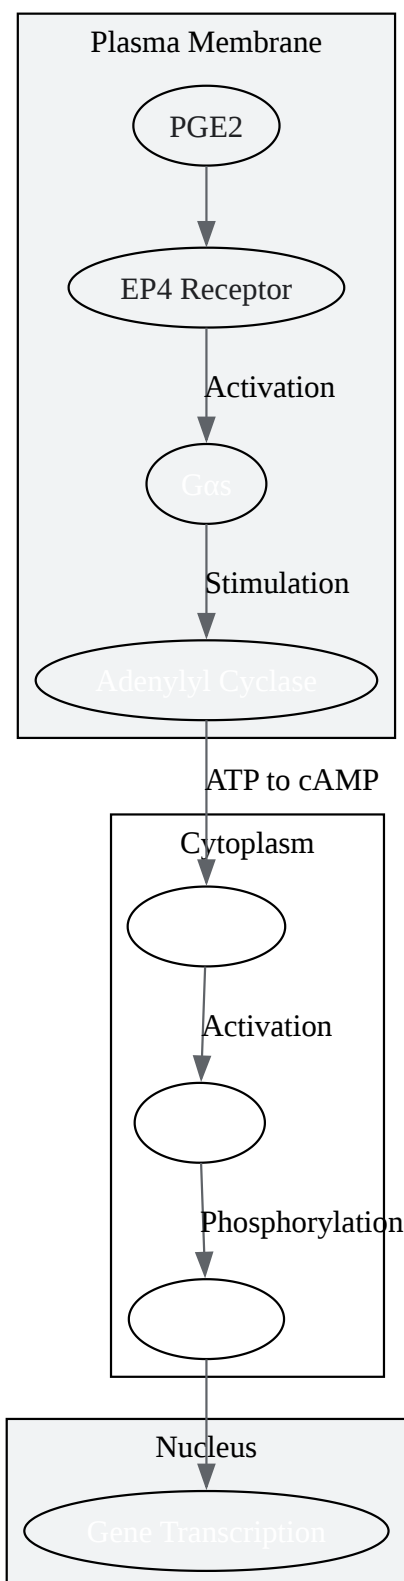 Plasma Membrane
PGE2
EP4 Receptor
Activation
Gαs
Stimulation
Adenylyl Cyclase
ATP to cAMP
Cytoplasm
Activation
Phosphorylation
Nucleus
Gene Transcription